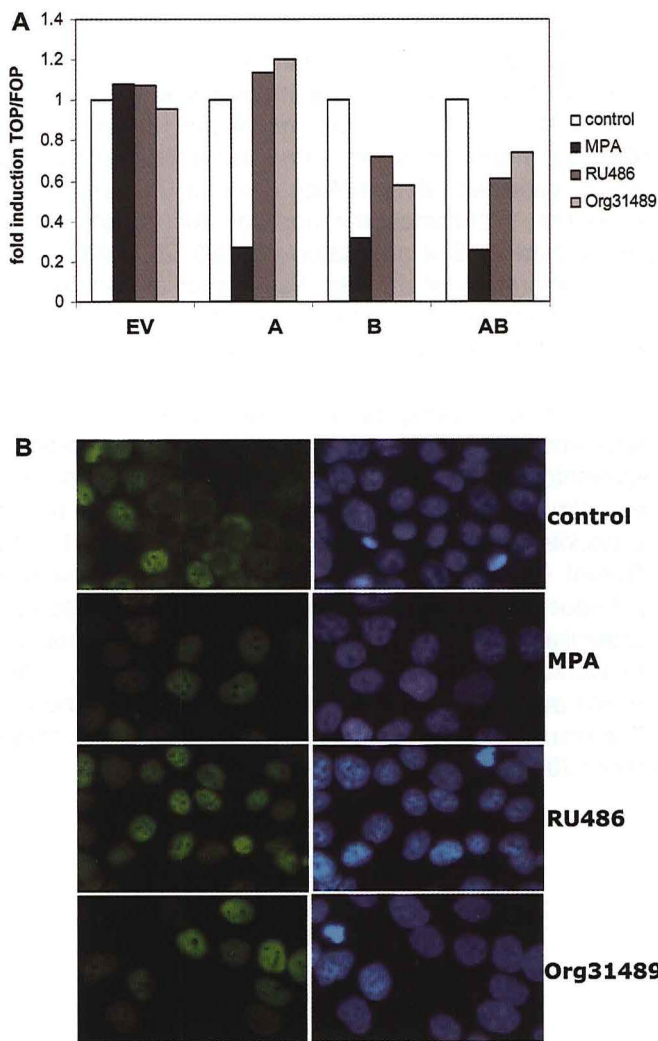 A
1.4
1.2
1
0.8
0.6
0.4
0.2
0
fold induction TOP/FOP
EV A B AB
control
MPA
RU486
Org31489
B
control
MPA
RU486
Org31489